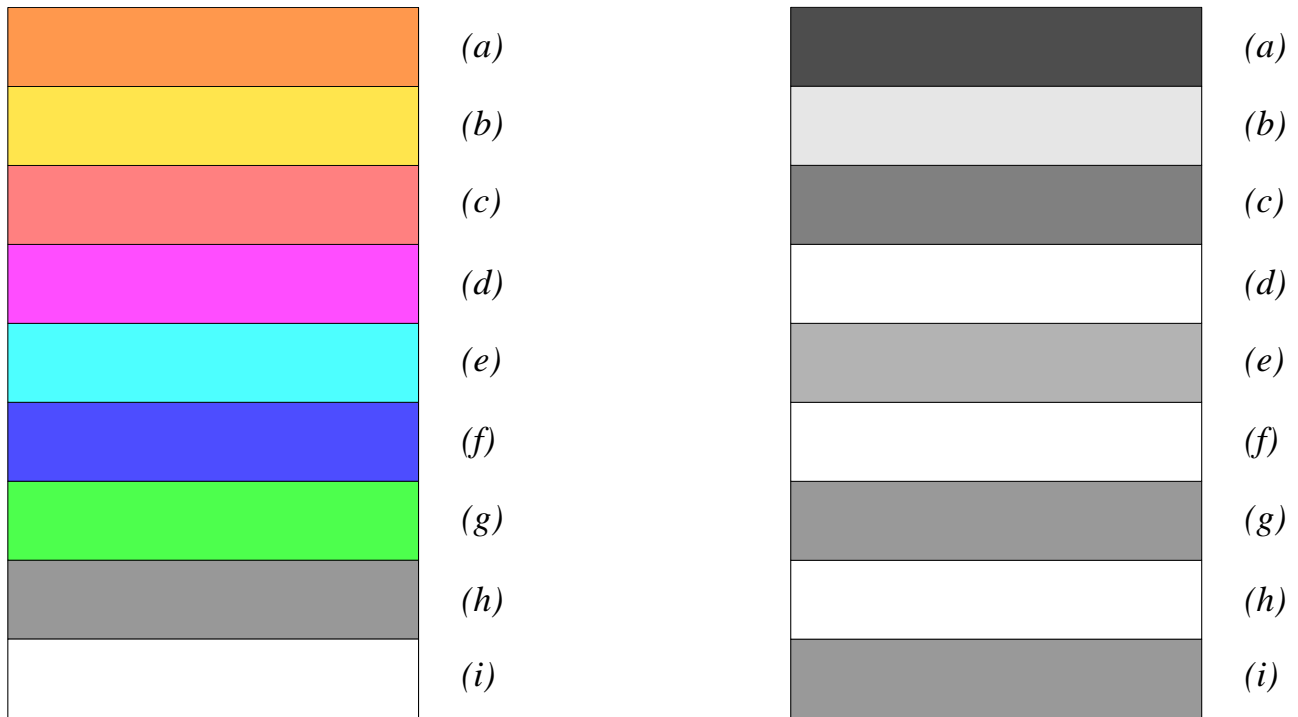 (a) (a)
(b) (b)
(c) (c)
(d) (d)
(e) (e)
(f) (f)
(g) (g)
(h) (h)
(i) (i)